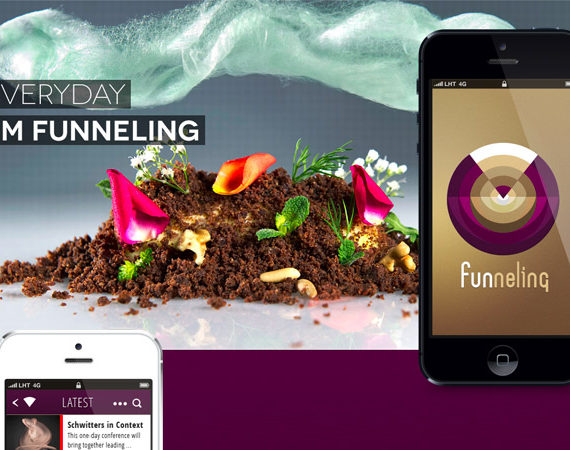 VERYDAY
M FUNNELING
LHT 4G
funneling
LHT 4G
LATEST
Schwitters in Context
This one-day conference will
bring together leading ...